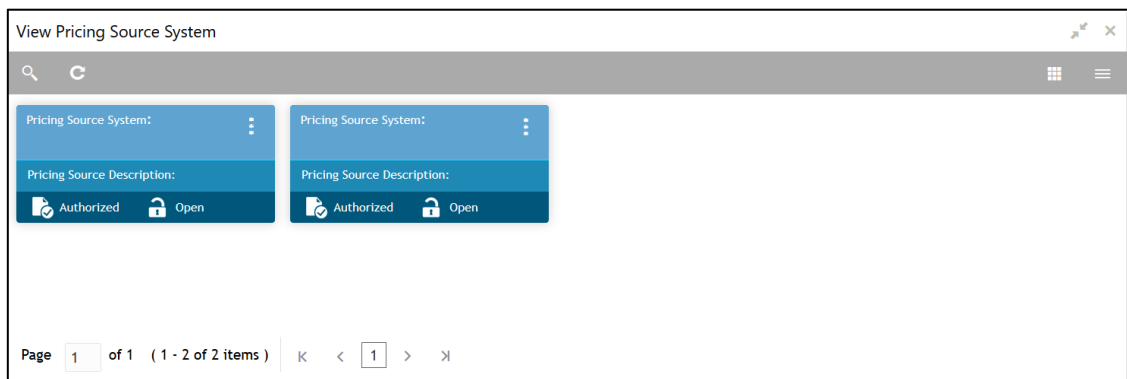 View Pricing Source System
Pricing Source System: Pricing Source System:
Pricing Source Description: Pricing Source Description:
Authorized Open Authorized Open
Page 1 of 1 ( 1 - 2 of 2 items ) 1